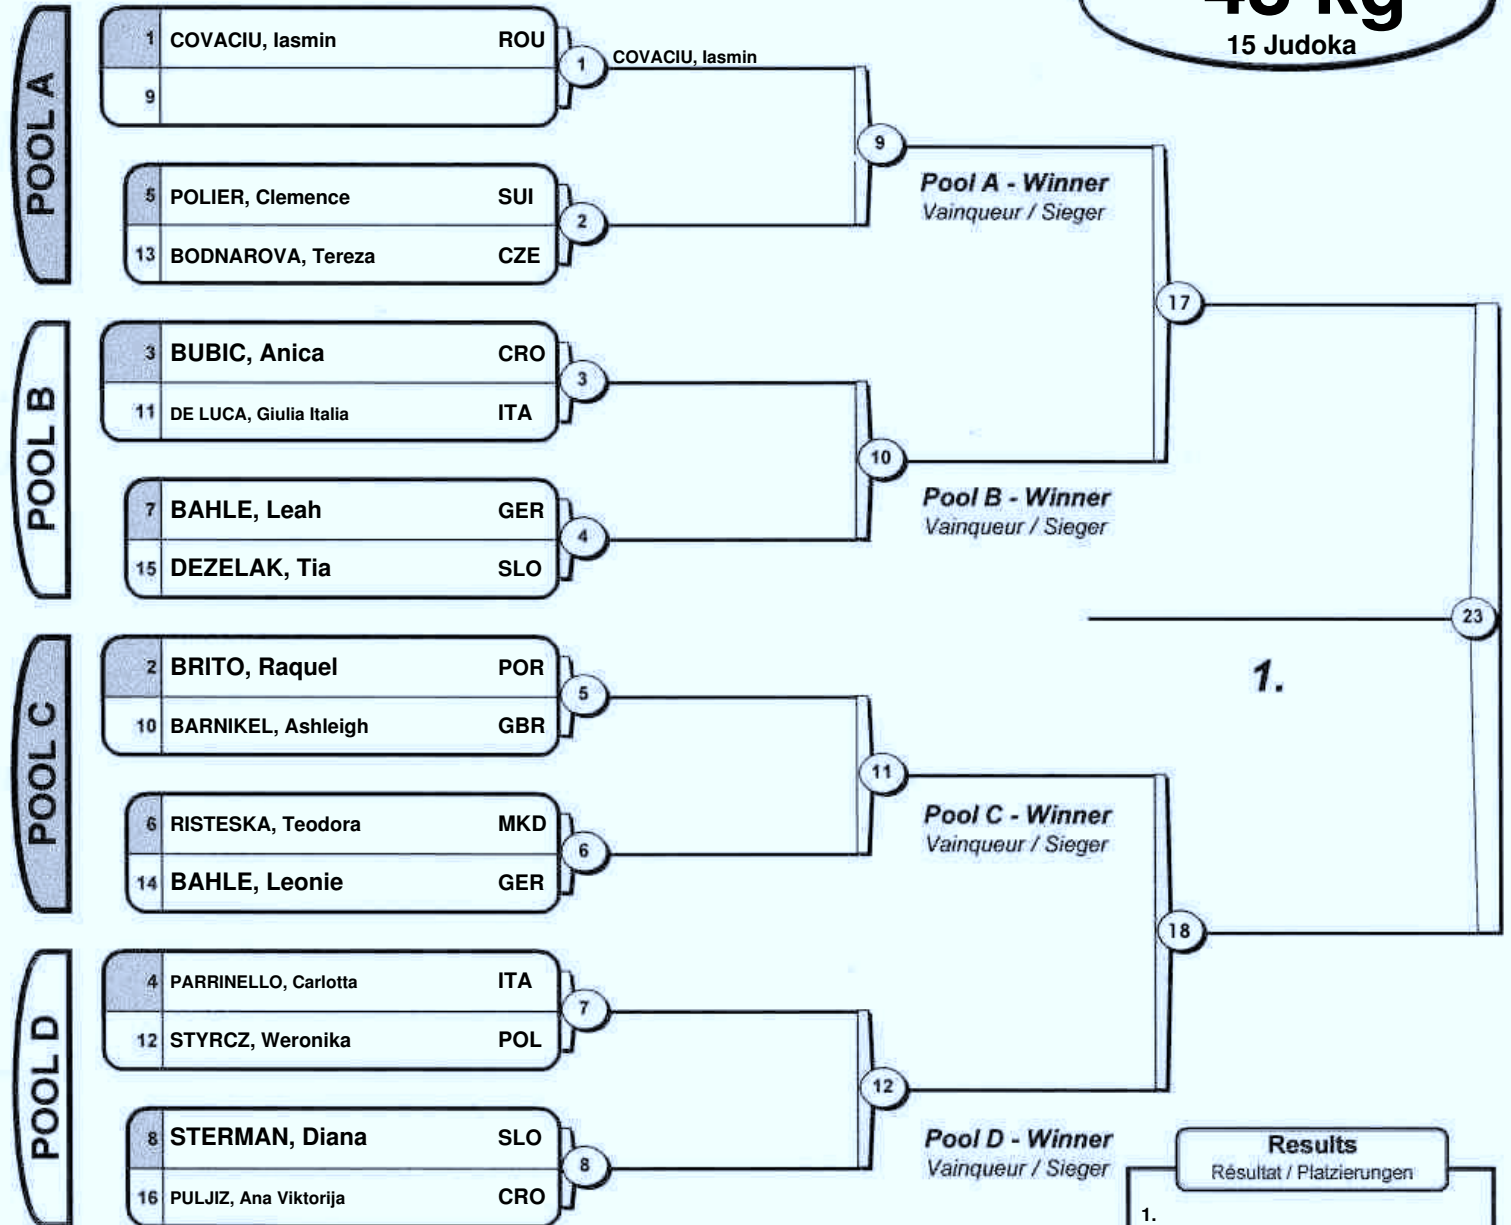 48 kg
15 Judoka
POOL A
1 COVACIU, Iasmin ROU
9
1
COVACIU, Iasmin
5 POLIER, Clemence SUI
13 BODNAROVA, Tereza CZE
2
9
Pool A - Winner
Vainqueur / Sieger
POOL B
3 BUBIC, Anica CRO
11 DE LUCA, Giulia Italia ITA
3
7 BAHLE, Leah GER
15 DEZELAK, Tia SLO
4
10
Pool B - Winner
Vainqueur / Sieger
17
POOL C
2 BRITO, Raquel POR
10 BARNIKEL, Ashleigh GBR
5
6 RISTESKA, Teodora MKD
14 BAHLE, Leonie GER
6
11
Pool C - Winner
Vainqueur / Sieger
POOL D
4 PARRINELLO, Carlotta ITA
12 STYRCZ, Weronika POL
7
8 STERMAN, Diana SLO
16 PULJIZ, Ana Viktorija CRO
8
12
Pool D - Winner
Vainqueur / Sieger
18
23
1.
Results
Résultat / Platzierungen
1.